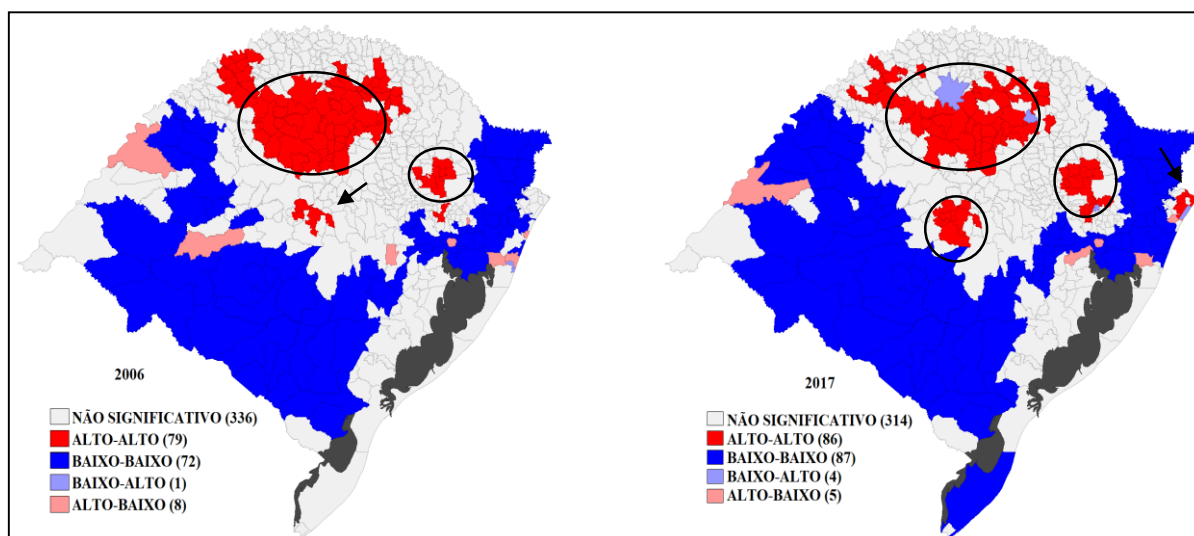 2006
NÃO SIGNIFICATIVO (336)
ALTO-ALTO (79)
BAIXO-BAIXO (72)
BAIXO-ALTO (1)
ALTO-BAIXO (8)
2017
NÃO SIGNIFICATIVO (314)
ALTO-ALTO (86)
BAIXO-BAIXO (87)
BAIXO-ALTO (4)
ALTO-BAIXO (5)